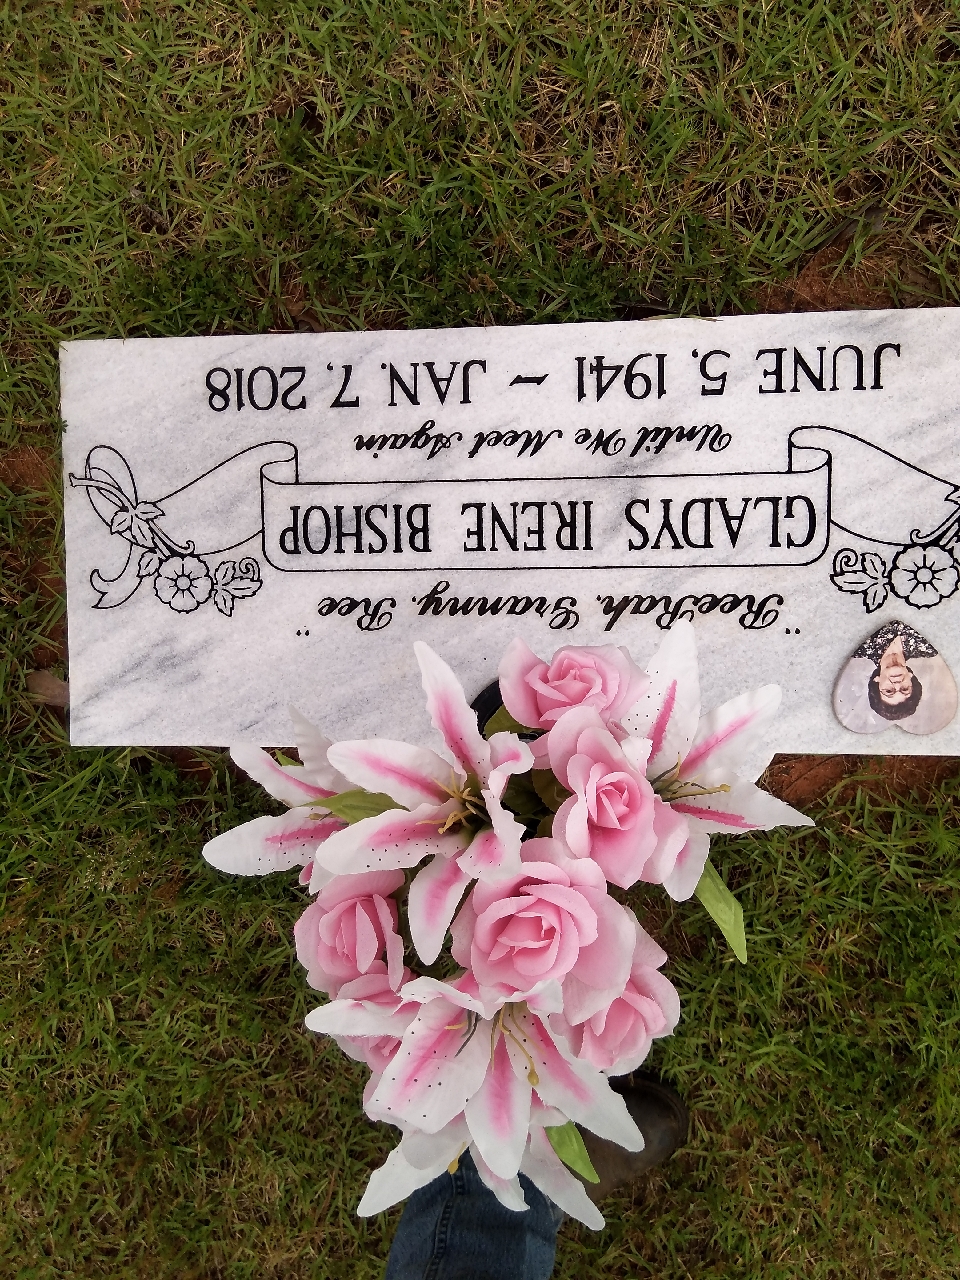 "ReeRah, Granny, Ree"
GLADYS IRENE BISHOP
Until We Meet Again
JUNE 5, 1941 ~ JAN. 7, 2018